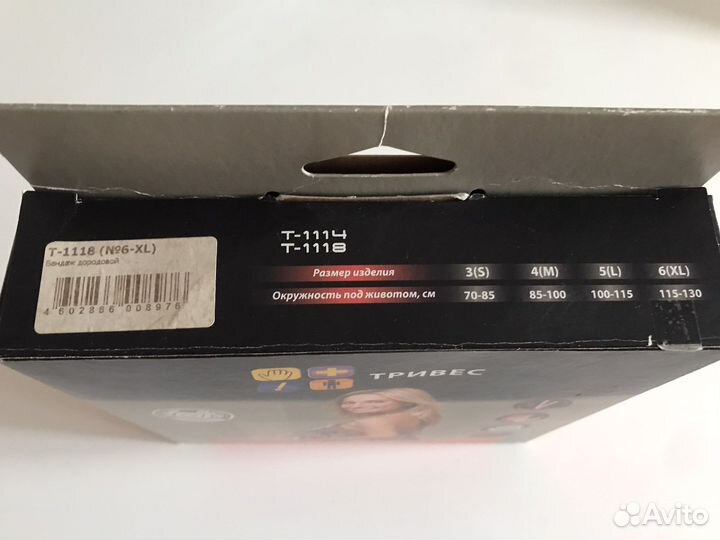 T-1118 (№6-XL)
Бандаж дородовой
4 602866 008976
T-1114
T-1118
Размер изделия 3(S) 4(M) 5(L) 6(XL)
Окружность под животом, см 70-85 85-100 100-115 115-130
ТРИВЕС
Avito